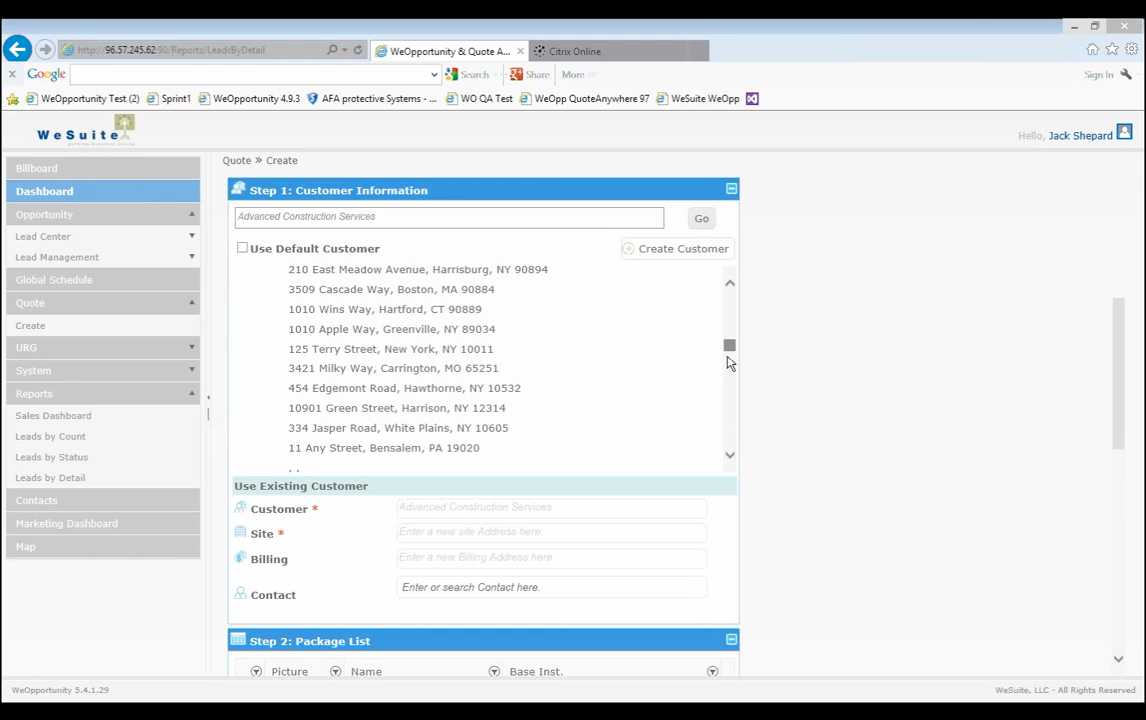 http://96.57.245.62:90/Reports/LeadsByDetail
WeOpportunity & Quote A...
Citrix Online
Google
Search
Share
More
Sign In
WeOpportunity Test (2)
Sprint1
WeOpportunity 4.9.3
AFA protective Systems - ...
WO QA Test
WeOpp QuoteAnywhere 97
WeSuite WeOpp
WeSuite
Hello, Jack Shepard
Billboard
Dashboard
Opportunity
Lead Center
Lead Management
Global Schedule
Quote
Create
URG
System
Reports
Sales Dashboard
Leads by Count
Leads by Status
Leads by Detail
Contacts
Marketing Dashboard
Map
Quote » Create
Step 1: Customer Information
Advanced Construction Services
Go
Use Default Customer
Create Customer
210 East Meadow Avenue, Harrisburg, NY 90894
3509 Cascade Way, Boston, MA 90884
1010 Wins Way, Hartford, CT 90889
1010 Apple Way, Greenville, NY 89034
125 Terry Street, New York, NY 10011
3421 Milky Way, Carrington, MO 65251
454 Edgemont Road, Hawthorne, NY 10532
10901 Green Street, Harrison, NY 12314
334 Jasper Road, White Plains, NY 10605
11 Any Street, Bensalem, PA 19020
, ,
Use Existing Customer
Customer *
Advanced Construction Services
Site *
Enter a new site Address here.
Billing
Enter a new Billing Address here.
Contact
Enter or search Contact here.
Step 2: Package List
Picture
Name
Base Inst.
WeOpportunity 5.4.1.29
WeSuite, LLC - All Rights Reserved